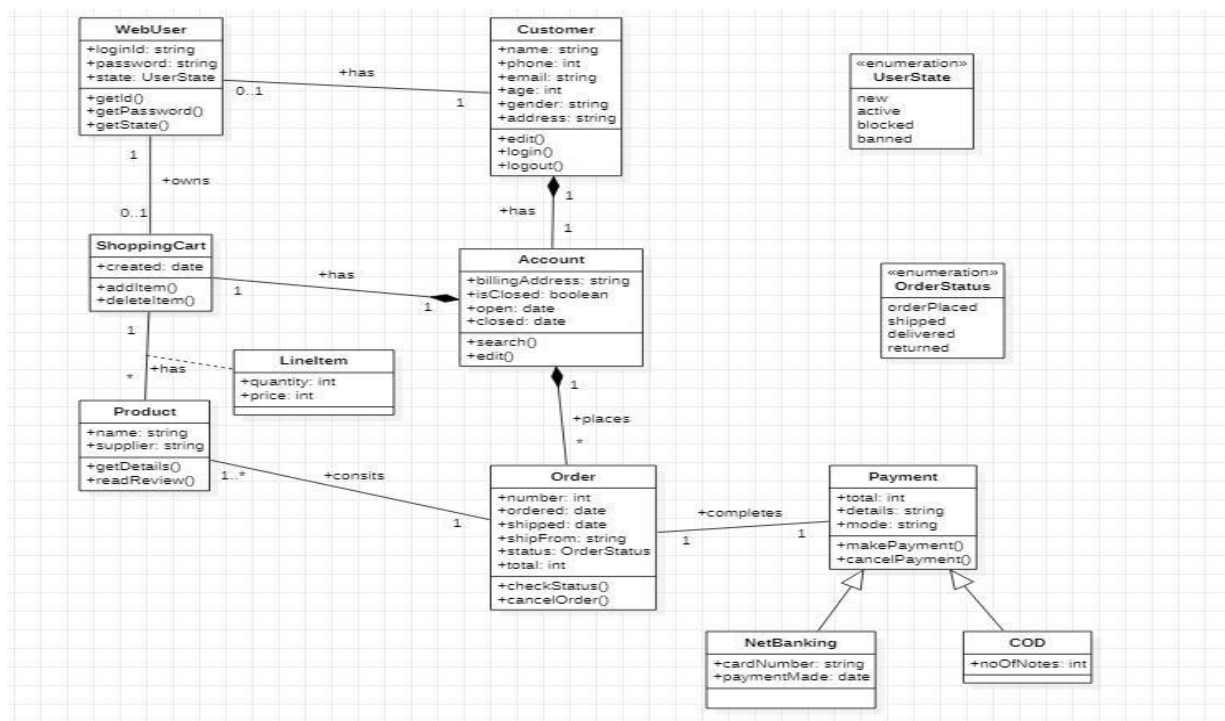 WebUser
+loginId: string
+password: string
+state: UserState
+getId()
+getPassword()
+getState()
+has
0..1
1
Customer
+name: string
+phone: int
+email: string
+age: int
+gender: string
+address: string
+edit()
+login()
+logout()
«enumeration»
UserState
new
active
blocked
banned
1
+owns
0..1
1
+has
1
ShoppingCart
+created: date
+addItem()
+deleteItem()
+has
1
1
Account
+billingAddress: string
+isClosed: boolean
+open: date
+closed: date
+search()
+edit()
«enumeration»
OrderStatus
orderPlaced
shipped
delivered
returned
1
+has
*
LineItem
+quantity: int
+price: int
1
+places
*
Product
+name: string
+supplier: string
+getDetails()
+readReview()
1..*
+consits
1
Order
+number: int
+ordered: date
+shipped: date
+shipFrom: string
+status: OrderStatus
+total: int
+checkStatus()
+cancelOrder()
+completes
1
1
Payment
+total: int
+details: string
+mode: string
+makePayment()
+cancelPayment()
NetBanking
+cardNumber: string
+paymentMade: date
COD
+noOfNotes: int